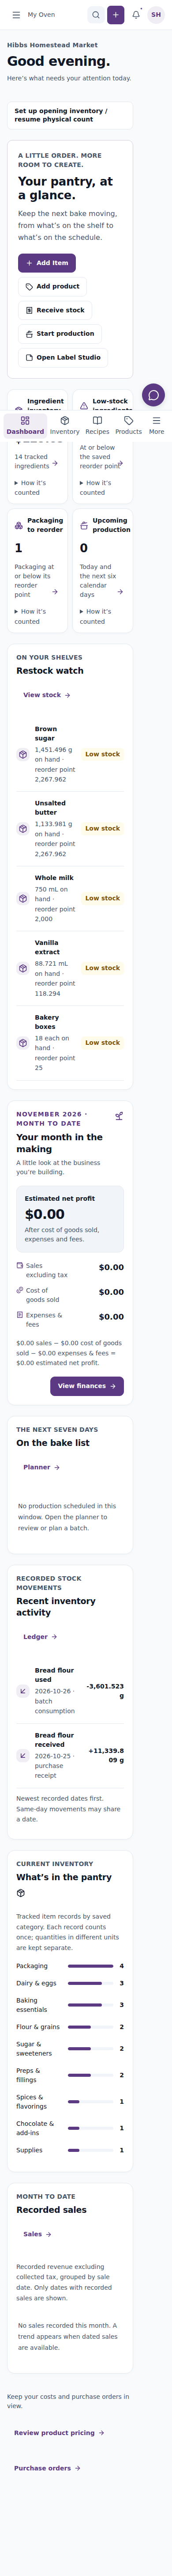 My Oven
SH
Hibbs Homestead Market
Good evening.
Here's what needs your attention today.
Set up opening inventory /
resume physical count
A LITTLE ORDER. MORE
ROOM TO CREATE.
Your pantry, at
a glance.
Keep the next bake moving,
from what's on the shelf to
what's on the schedule.
Add Item
Add product
Receive stock
Start production
Open Label Studio
Ingredient
Low-stock
Dashboard
Inventory
Recipes
Products
More
14 tracked
ingredients
How it's
counted
At or below
the saved
reorder point
How it's
counted
Packaging
to reorder
1
Packaging at
or below its
reorder
point
How it's
counted
Upcoming
production
0
Today and
the next six
calendar
days
How it's
counted
ON YOUR SHELVES
Restock watch
View stock
Brown
sugar
1,451.496 g
on hand ·
reorder point
2,267.962
Low stock
Unsalted
butter
1,133.981 g
on hand ·
reorder point
2,267.962
Low stock
Whole milk
750 mL on
hand ·
reorder point
2,000
Low stock
Vanilla
extract
88.721 mL
on hand ·
reorder point
118.294
Low stock
Bakery
boxes
18 each on
hand ·
reorder point
25
Low stock
NOVEMBER 2026 ·
MONTH TO DATE
Your month in the
making
A little look at the business
you're building.
Estimated net profit
$0.00
After cost of goods sold,
expenses and fees.
Sales
excluding tax
$0.00
Cost of
goods sold
$0.00
Expenses &
fees
$0.00
$0.00 sales − $0.00 cost of goods
sold − $0.00 expenses & fees =
$0.00 estimated net profit.
View finances
THE NEXT SEVEN DAYS
On the bake list
Planner
No production scheduled in this
window. Open the planner to
review or plan a batch.
RECORDED STOCK
MOVEMENTS
Recent inventory
activity
Ledger
Bread flour
used
2026-10-26 ·
batch
consumption
-3,601.523
g
Bread flour
received
2026-10-25 ·
purchase
receipt
+11,339.8
09 g
Newest recorded dates first.
Same-day movements may share
a date.
CURRENT INVENTORY
What's in the pantry
Tracked item records by saved
category. Each record counts
once; quantities in different units
are kept separate.
Packaging 4
Dairy & eggs 3
Baking
essentials 3
Flour & grains 2
Sugar &
sweeteners 2
Preps &
fillings 2
Spices &
flavorings 1
Chocolate &
add-ins 1
Supplies 1
MONTH TO DATE
Recorded sales
Sales
Recorded revenue excluding
collected tax, grouped by sale
date. Only dates with recorded
sales are shown.
No sales recorded this month. A
trend appears when dated sales
are available.
Keep your costs and purchase orders in
view.
Review product pricing
Purchase orders